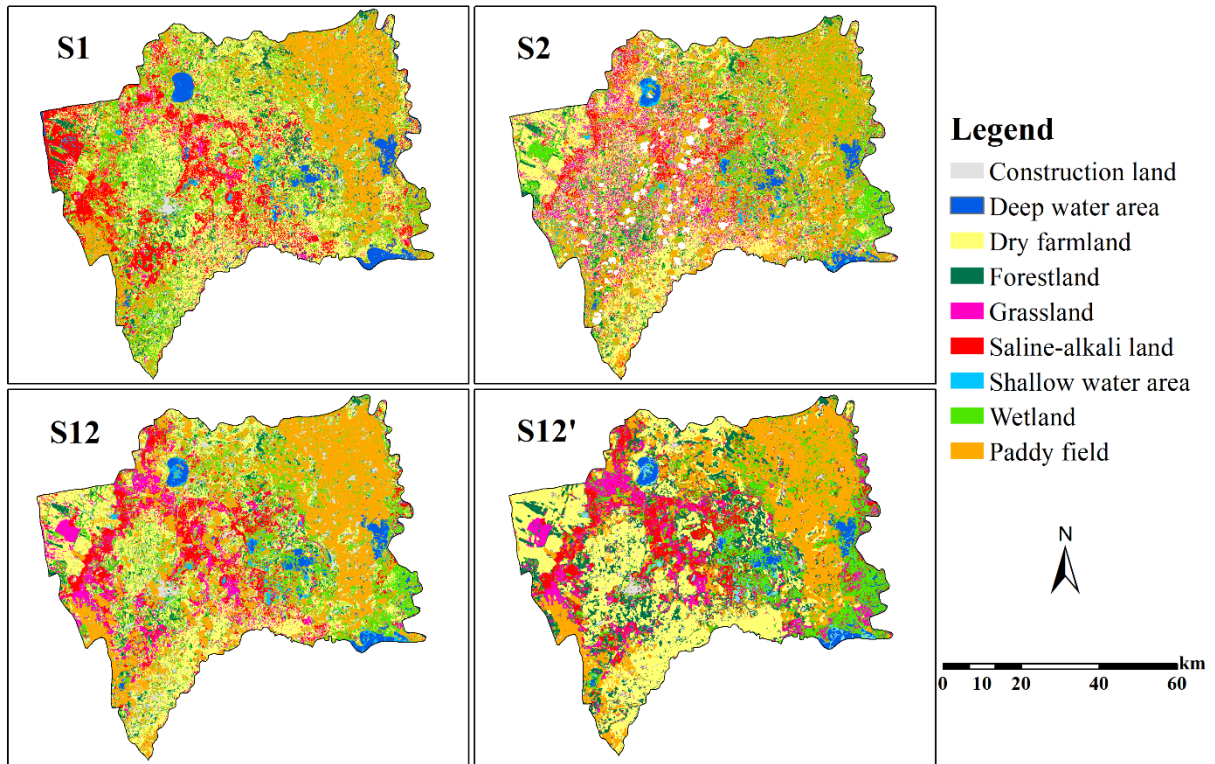 S1
S2
S12
S12'
Legend
Construction land
Deep water area
Dry farmland
Forestland
Grassland
Saline-alkali land
Shallow water area
Wetland
Paddy field
N
km
0 10 20 40 60